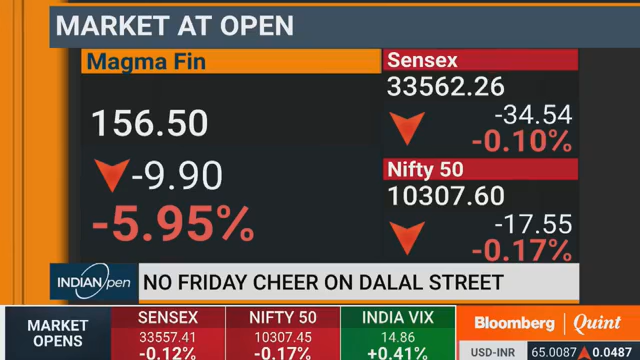 MARKET AT OPEN
Magma Fin
156.50
-9.90
-5.95%
Sensex
33562.26
-34.54
-0.10%
Nifty 50
10307.60
-17.55
-0.17%
INDIAN Open
NO FRIDAY CHEER ON DALAL STREET
MARKET
OPENS
SENSEX
33557.41
-0.12%
NIFTY 50
10307.45
-0.17%
INDIA VIX
14.86
+0.41%
Bloomberg Quint
USD-INR 65.0087 0.0487